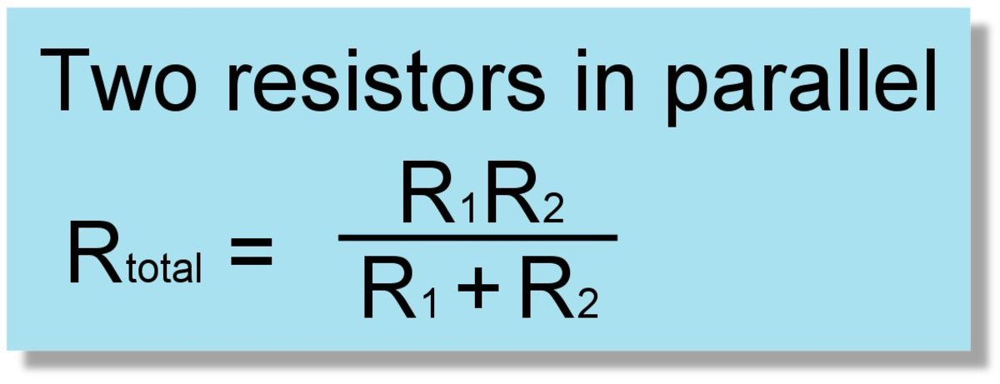 Two resistors in parallel
R1R2
Rtotal =
R1 + R2